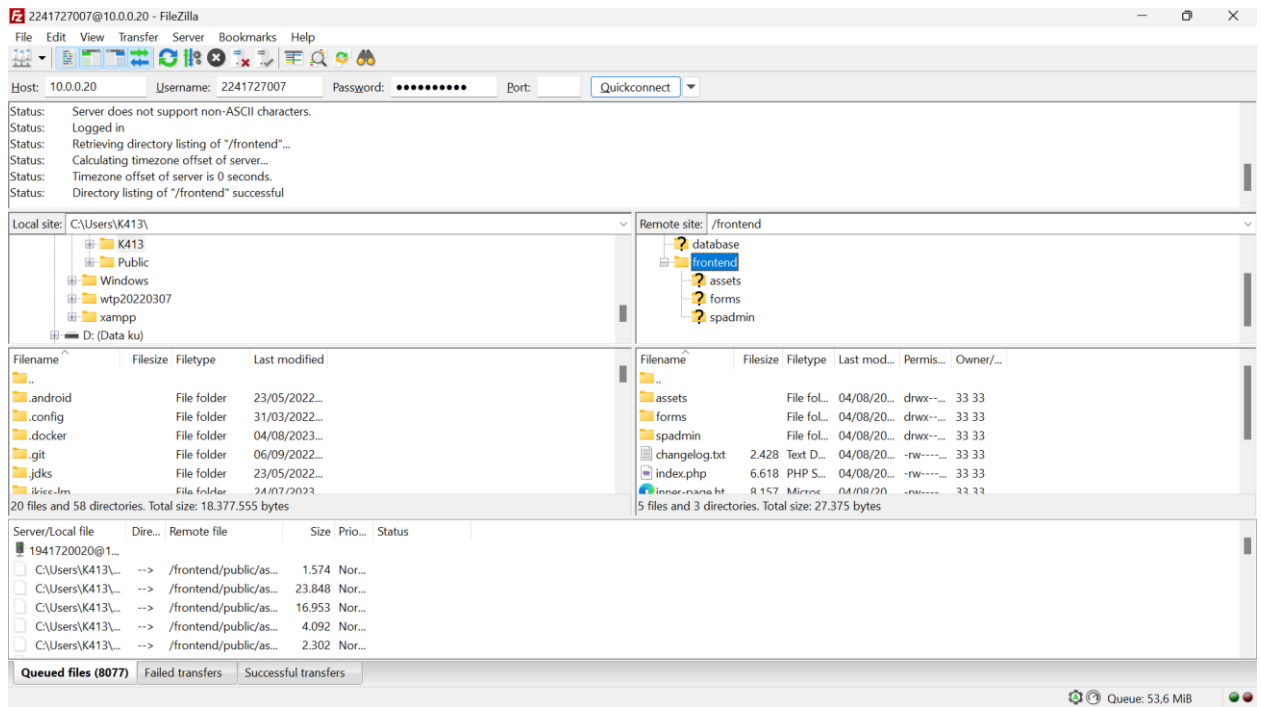 2241727007@10.0.0.20 - FileZilla
File Edit View Transfer Server Bookmarks Help
Host: 10.0.0.20 Username: 2241727007 Password: ●●●●●●●●●● Port: Quickconnect
Status: Server does not support non-ASCII characters.
Status: Logged in
Status: Retrieving directory listing of "/frontend"...
Status: Calculating timezone offset of server...
Status: Timezone offset of server is 0 seconds.
Status: Directory listing of "/frontend" successful
Local site: C:\Users\K413\
K413
Public
Windows
wtp20220307
xampp
D: (Data ku)
Remote site: /frontend
database
frontend
assets
forms
spadmin
Filename Filesize Filetype Last modified
..
.android File folder 23/05/2022...
.config File folder 31/03/2022...
.docker File folder 04/08/2023...
.git File folder 06/09/2022...
.jdks File folder 23/05/2022...
.jkiss-lm File folder 24/07/2023
20 files and 58 directories. Total size: 18.377.555 bytes
Filename Filesize Filetype Last mod... Permis... Owner/...
..
assets File fol... 04/08/20... drwx--... 33 33
forms File fol... 04/08/20... drwx--... 33 33
spadmin File fol... 04/08/20... drwx--... 33 33
changelog.txt 2.428 Text D... 04/08/20... -rw----... 33 33
index.php 6.618 PHP S... 04/08/20... -rw----... 33 33
inner-page.ht... 8.157 Micros... 04/08/20... -rw----... 33 33
5 files and 3 directories. Total size: 27.375 bytes
Server/Local file Dire... Remote file Size Prio... Status
1941720020@1...
C:\Users\K413\... --> /frontend/public/as... 1.574 Nor...
C:\Users\K413\... --> /frontend/public/as... 23.848 Nor...
C:\Users\K413\... --> /frontend/public/as... 16.953 Nor...
C:\Users\K413\... --> /frontend/public/as... 4.092 Nor...
C:\Users\K413\... --> /frontend/public/as... 2.302 Nor...
Queued files (8077) Failed transfers Successful transfers
Queue: 53,6 MiB